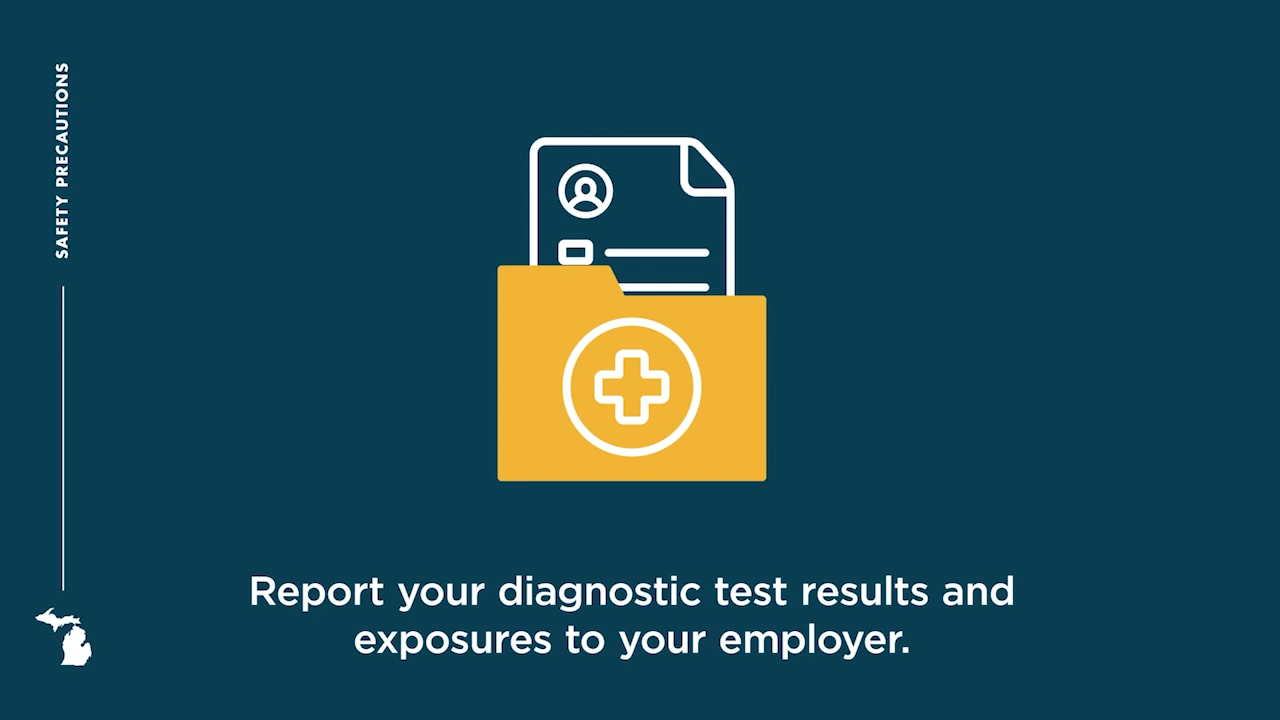 SAFETY PRECAUTIONS
Report your diagnostic test results and
exposures to your employer.